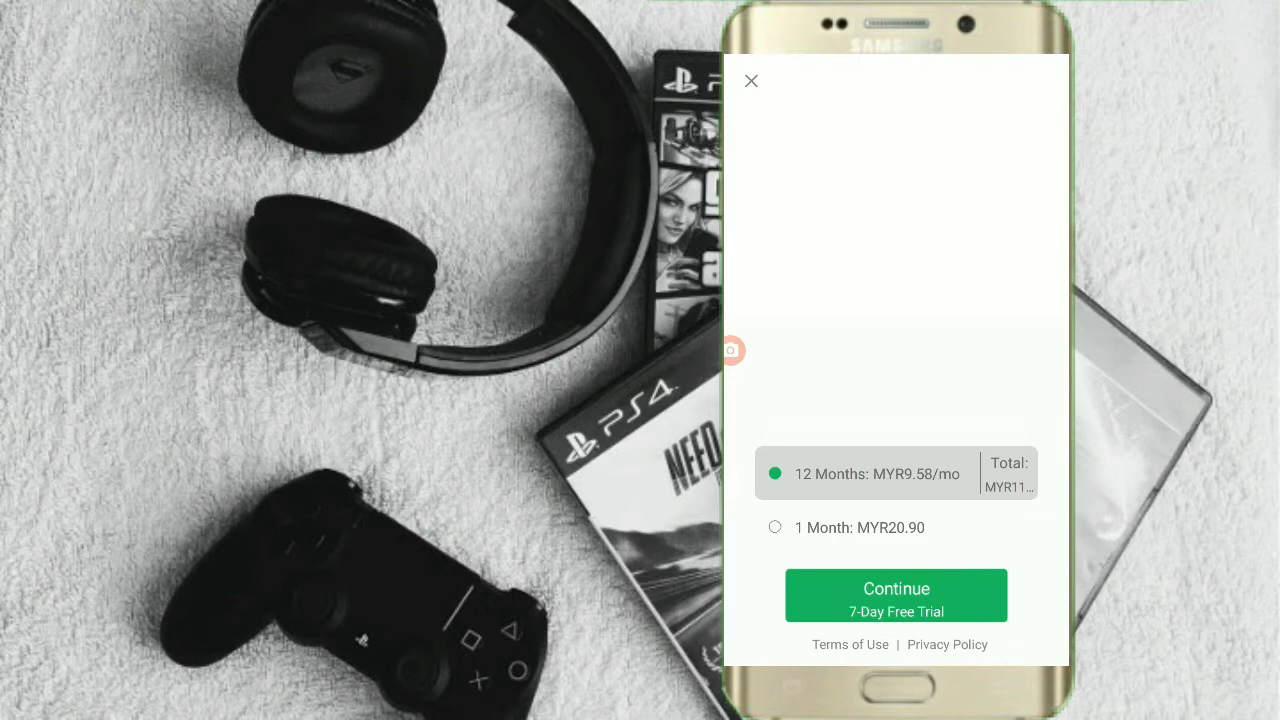 SAMSUNG
12 Months: MYR9.58/mo
Total:
MYR11...
1 Month: MYR20.90
Continue
7-Day Free Trial
Terms of Use | Privacy Policy
PS4
NEED